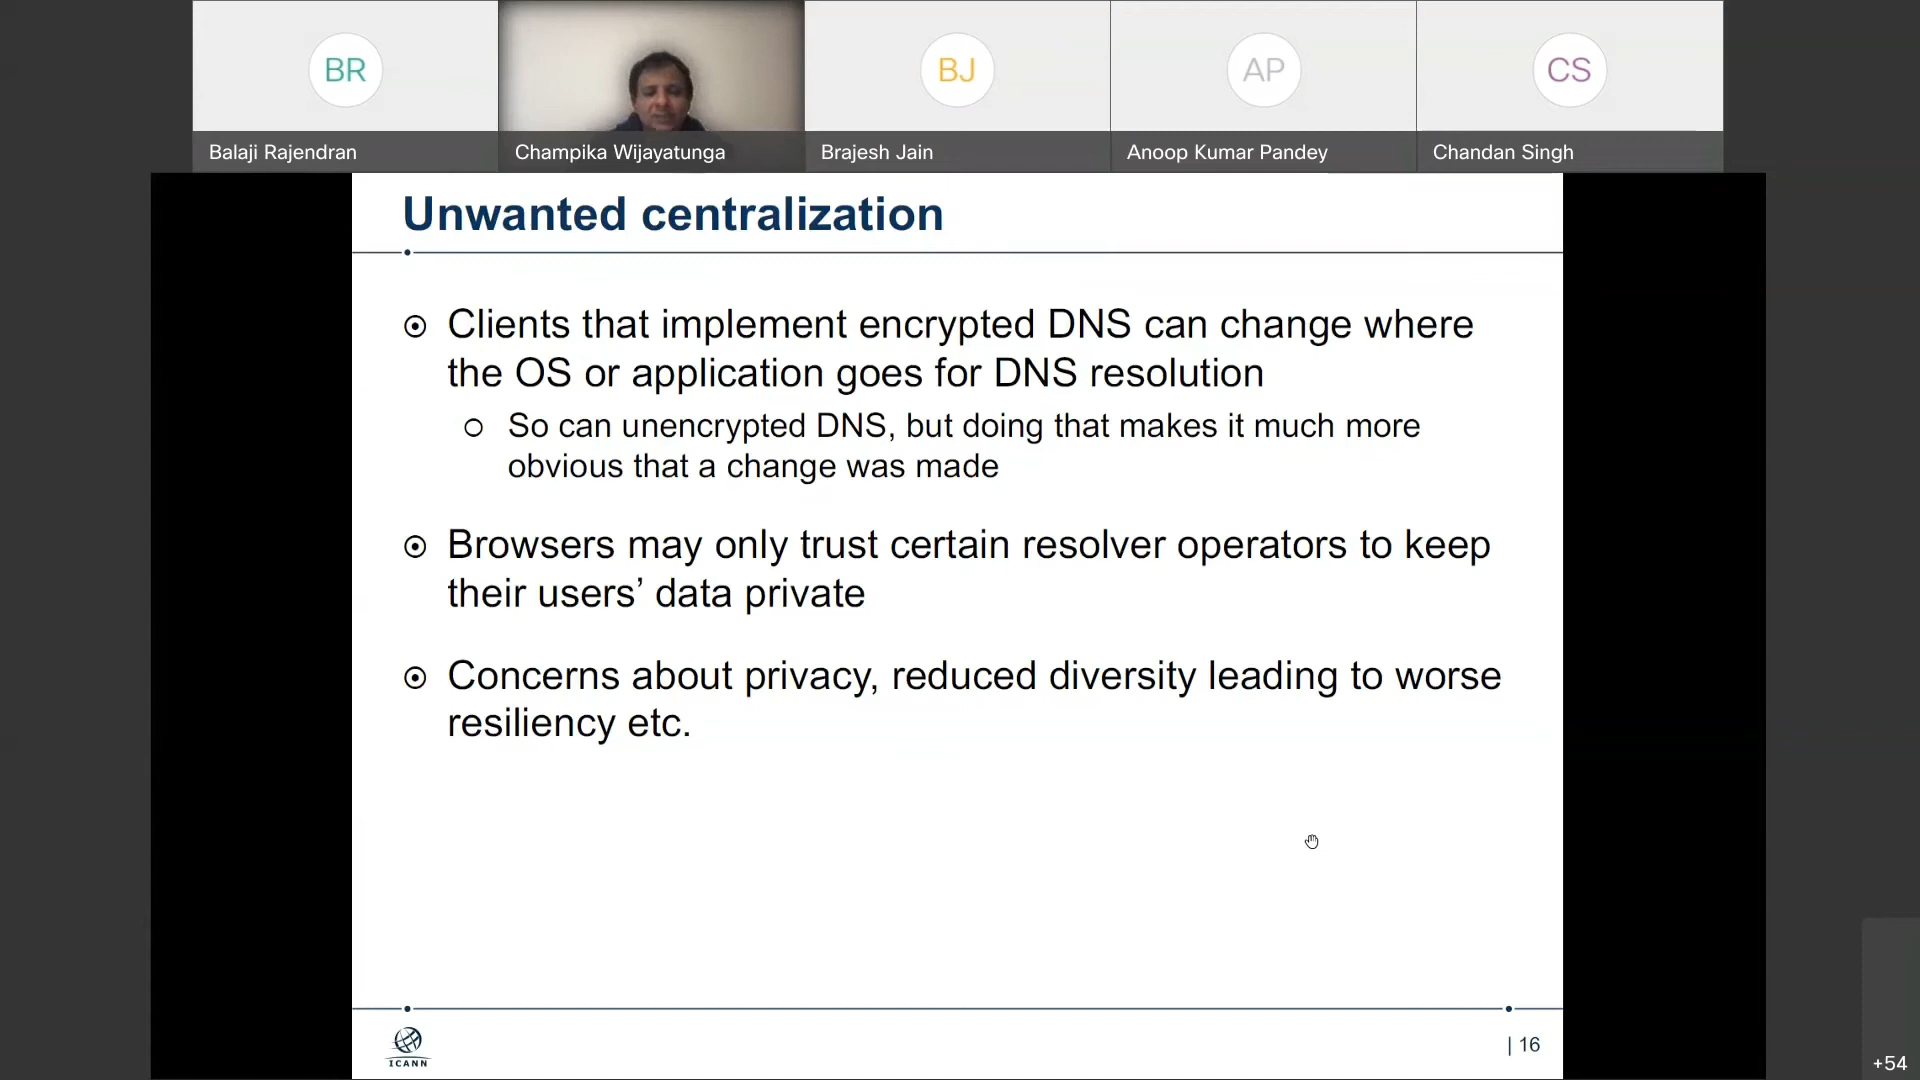 BR
BJ
AP
CS
Balaji Rajendran
Champika Wijayatunga
Brajesh Jain
Anoop Kumar Pandey
Chandan Singh
Unwanted centralization
Clients that implement encrypted DNS can change where
the OS or application goes for DNS resolution
So can unencrypted DNS, but doing that makes it much more
obvious that a change was made
Browsers may only trust certain resolver operators to keep
their users’ data private
Concerns about privacy, reduced diversity leading to worse
resiliency etc.
ICANN
| 16
+54